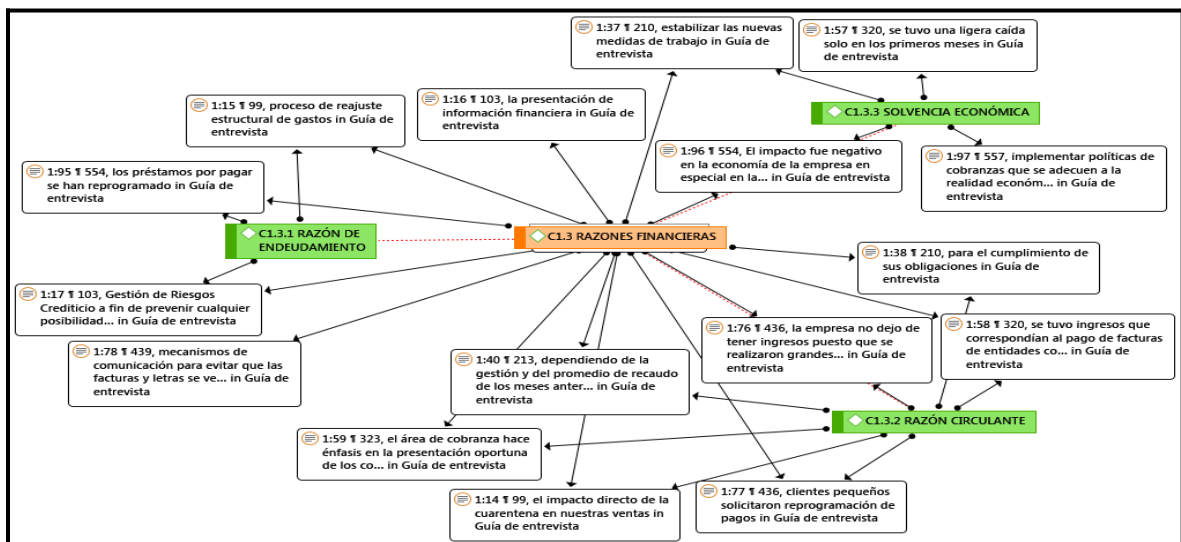 1:37 ¶ 210, estabilizar las nuevas
medidas de trabajo in Guía de
entrevista
1:57 ¶ 320, se tuvo una ligera caída
solo en los primeros meses in Guía
de entrevista
1:15 ¶ 99, proceso de reajuste
estructural de gastos in Guía de
entrevista
1:16 ¶ 103, la presentación de
información financiera in Guía de
entrevista
C1.3.3 SOLVENCIA ECONÓMICA
1:95 ¶ 554, los préstamos por pagar
se han reprogramado in Guía de
entrevista
1:96 ¶ 554, El impacto fue negativo
en la economía de la empresa en
especial en la... in Guía de entrevista
1:97 ¶ 557, implementar políticas de
cobranzas que se adecuen a la
realidad económ... in Guía de
entrevista
C1.3.1 RAZÓN DE
ENDEUDAMIENTO
C1.3 RAZONES FINANCIERAS
1:38 ¶ 210, para el cumplimiento de
sus obligaciones in Guía de
entrevista
1:17 ¶ 103, Gestión de Riesgos
Crediticio a fin de prevenir cualquier
posibilidad... in Guía de entrevista
1:76 ¶ 436, la empresa no dejo de
tener ingresos puesto que se
realizaron grandes... in Guía de
entrevista
1:58 ¶ 320, se tuvo ingresos que
correspondían al pago de facturas
de entidades co... in Guía de
entrevista
1:78 ¶ 439, mecanismos de
comunicación para evitar que las
facturas y letras se ve... in Guía de
entrevista
1:40 ¶ 213, dependiendo de la
gestión y del promedio de recaudo
de los meses anter... in Guía de
entrevista
C1.3.2 RAZÓN CIRCULANTE
1:59 ¶ 323, el área de cobranza hace
énfasis en la presentación oportuna
de los co... in Guía de entrevista
1:14 ¶ 99, el impacto directo de la
cuarentena en nuestras ventas in
Guía de entrevista
1:77 ¶ 436, clientes pequeños
solicitaron reprogramación de
pagos in Guía de entrevista